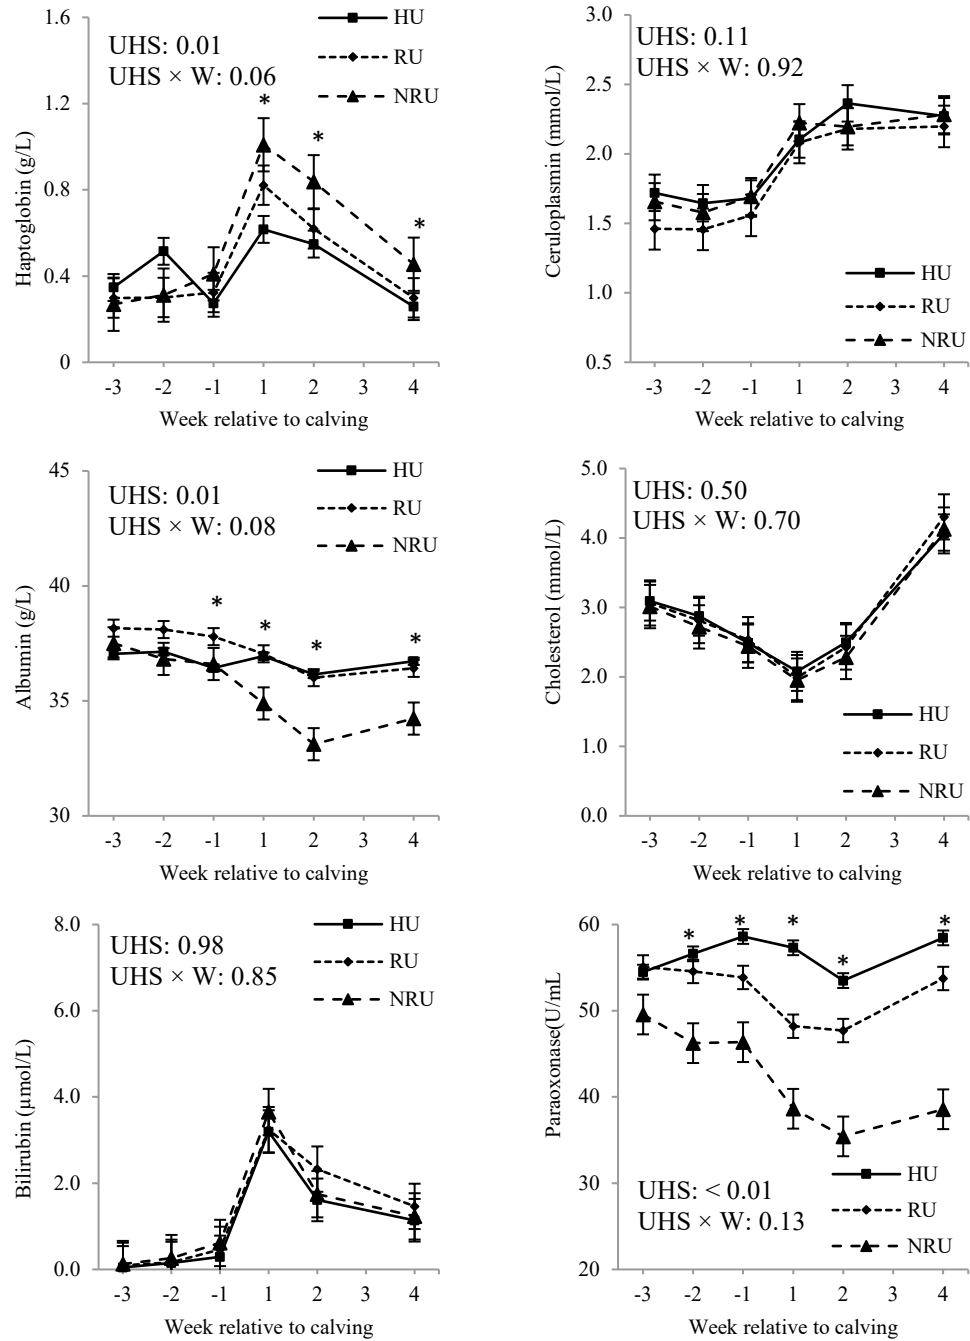 1.6
1.2
0.8
0.4
0
Haptoglobin (g/L)
UHS: 0.01
UHS × W: 0.06
HU
RU
NRU
*
*
*
-3 -2 -1 1 2 3 4
Week relative to calving
3.0
2.5
2.0
1.5
1.0
0.5
Ceruloplasmin (mmol/L)
UHS: 0.11
UHS × W: 0.92
HU
RU
NRU
-3 -2 -1 1 2 3 4
Week relative to calving
45
40
35
30
Albumin (g/L)
UHS: 0.01
UHS × W: 0.08
HU
RU
NRU
*
*
*
*
-3 -2 -1 1 2 3 4
Week relative to calving
5.0
4.0
3.0
2.0
1.0
0.0
Cholesterol (mmol/L)
UHS: 0.50
UHS × W: 0.70
HU
RU
NRU
-3 -2 -1 1 2 3 4
Week relative to calving
8.0
6.0
4.0
2.0
0.0
Bilirubin (µmol/L)
UHS: 0.98
UHS × W: 0.85
HU
RU
NRU
-3 -2 -1 1 2 3 4
Week relative to calving
60
50
40
30
20
Paraoxonase(U/mL
*
*
*
*
*
HU
RU
NRU
UHS: < 0.01
UHS × W: 0.13
-3 -2 -1 1 2 3 4
Week relative to calving